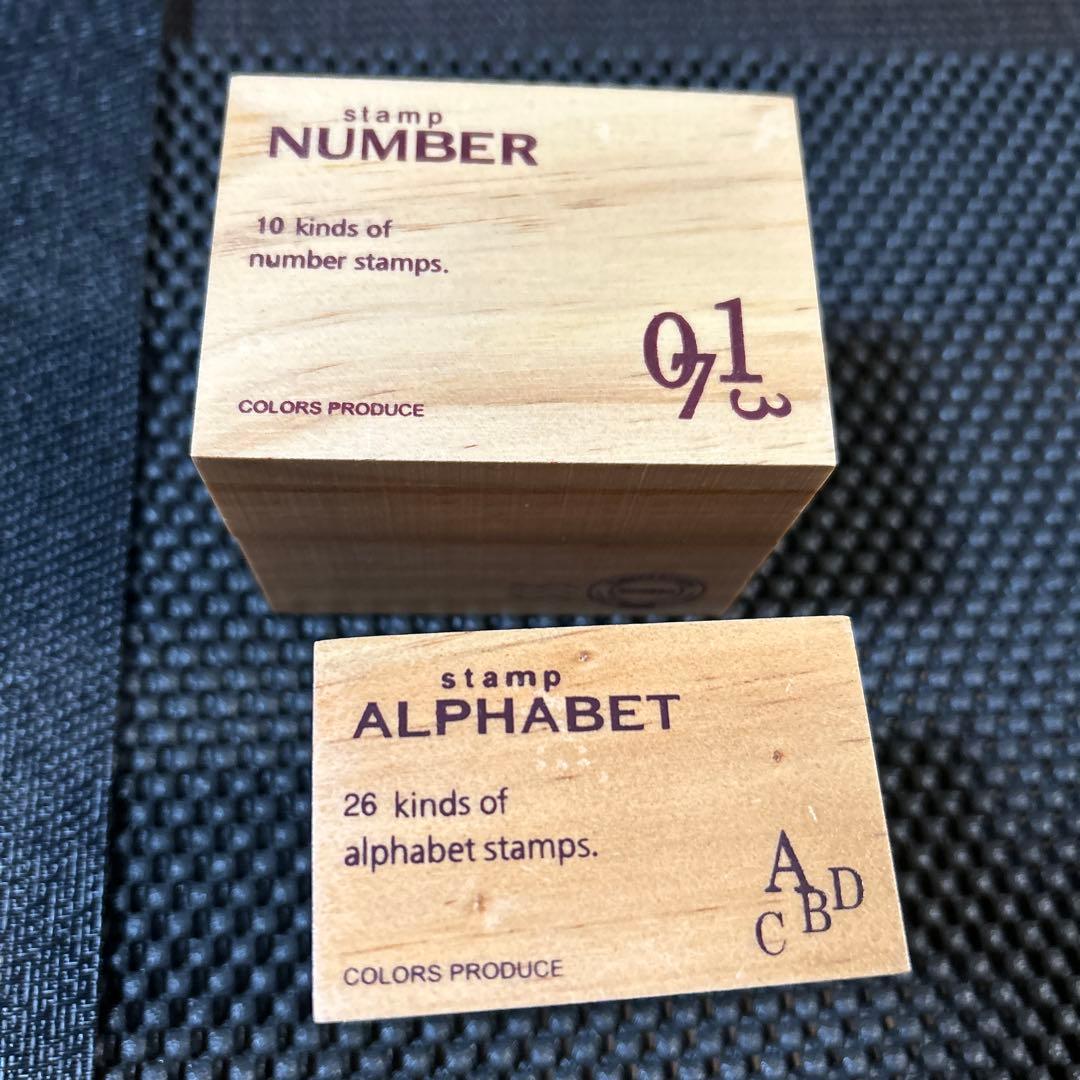 stamp
NUMBER
10 kinds of
number stamps.
0 1
7 3
COLORS PRODUCE
stamp
ALPHABET
26 kinds of
alphabet stamps.
A
C B D
COLORS PRODUCE